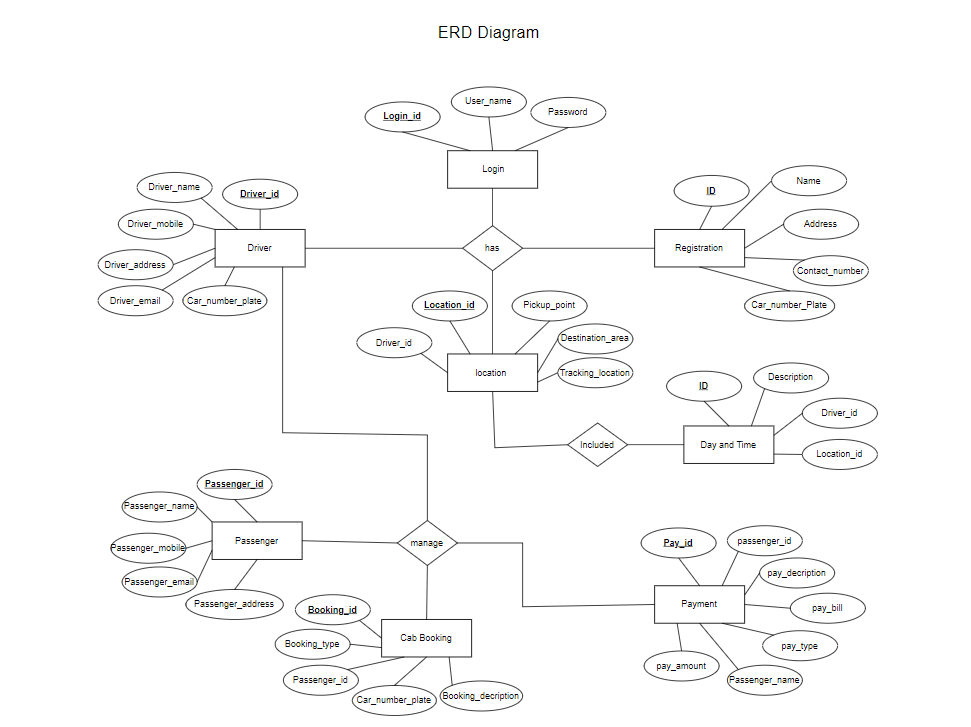 ERD Diagram
Login_id
User_name
Password
Login
Driver_name
Driver_id
Driver_mobile
Driver_address
Driver_email
Car_number_plate
Driver
has
ID
Name
Address
Contact_number
Car_number_Plate
Registration
Location_id
Pickup_point
Driver_id
Destination_area
Tracking_location
location
ID
Description
Driver_id
Location_id
Included
Day and Time
Passenger_id
Passenger_name
Passenger_mobile
Passenger_email
Passenger_address
Passenger
manage
Booking_id
Booking_type
Passenger_id
Car_number_plate
Booking_decription
Cab Booking
Pay_id
passenger_id
pay_decription
pay_bill
pay_type
Passenger_name
pay_amount
Payment